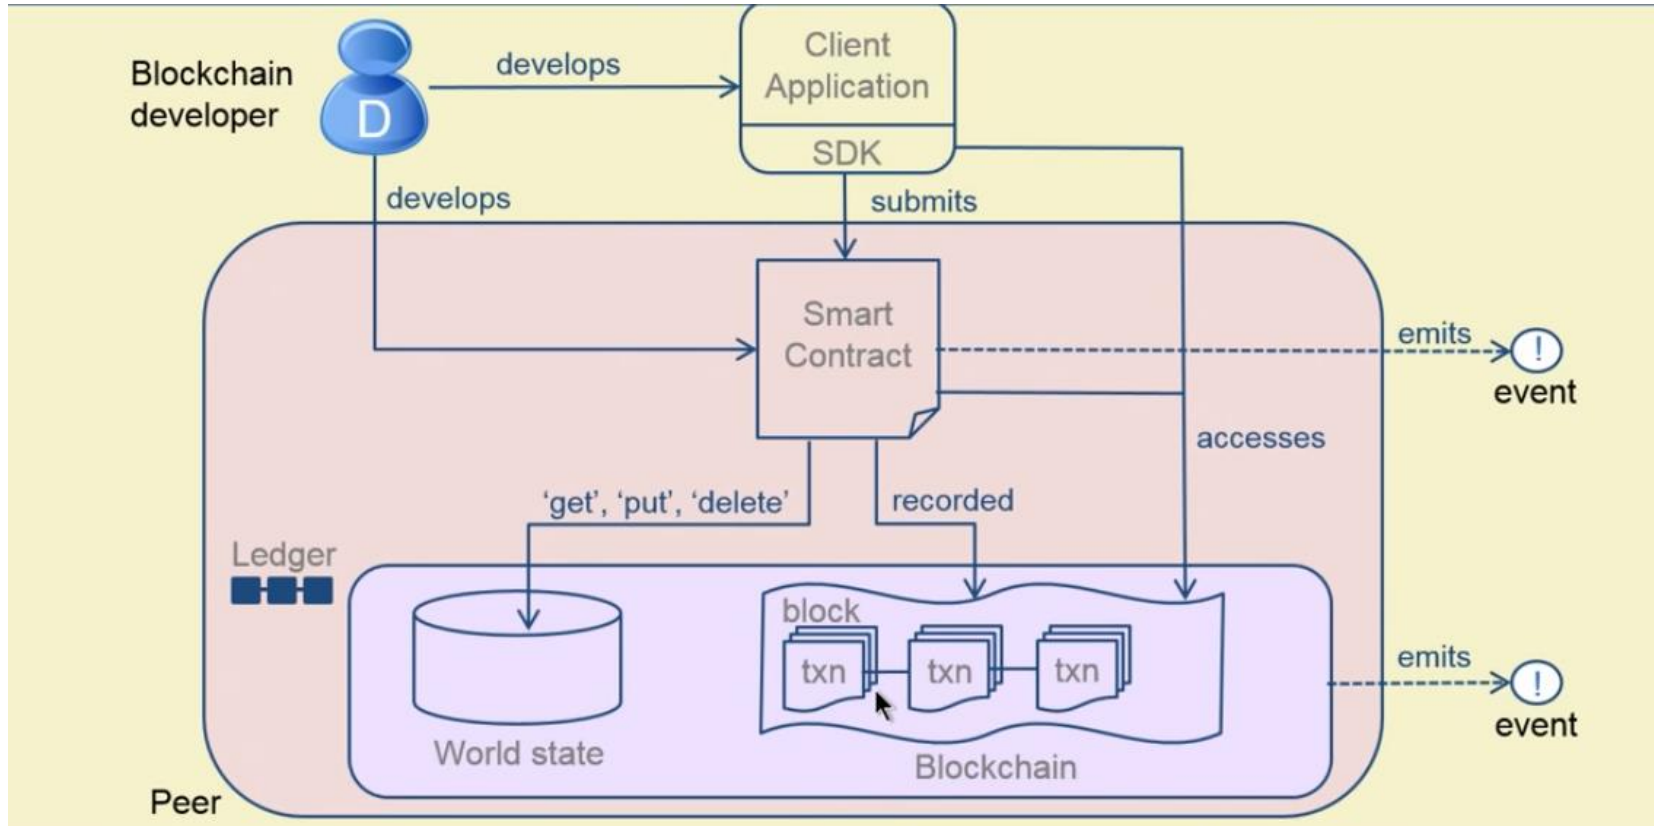 Blockchain
developer
D
develops
Client
Application
SDK
develops
submits
Smart
Contract
emits
!
event
accesses
‘get’, ‘put’, ‘delete’
recorded
Ledger
block
txn
txn
txn
World state
Blockchain
emits
!
event
Peer